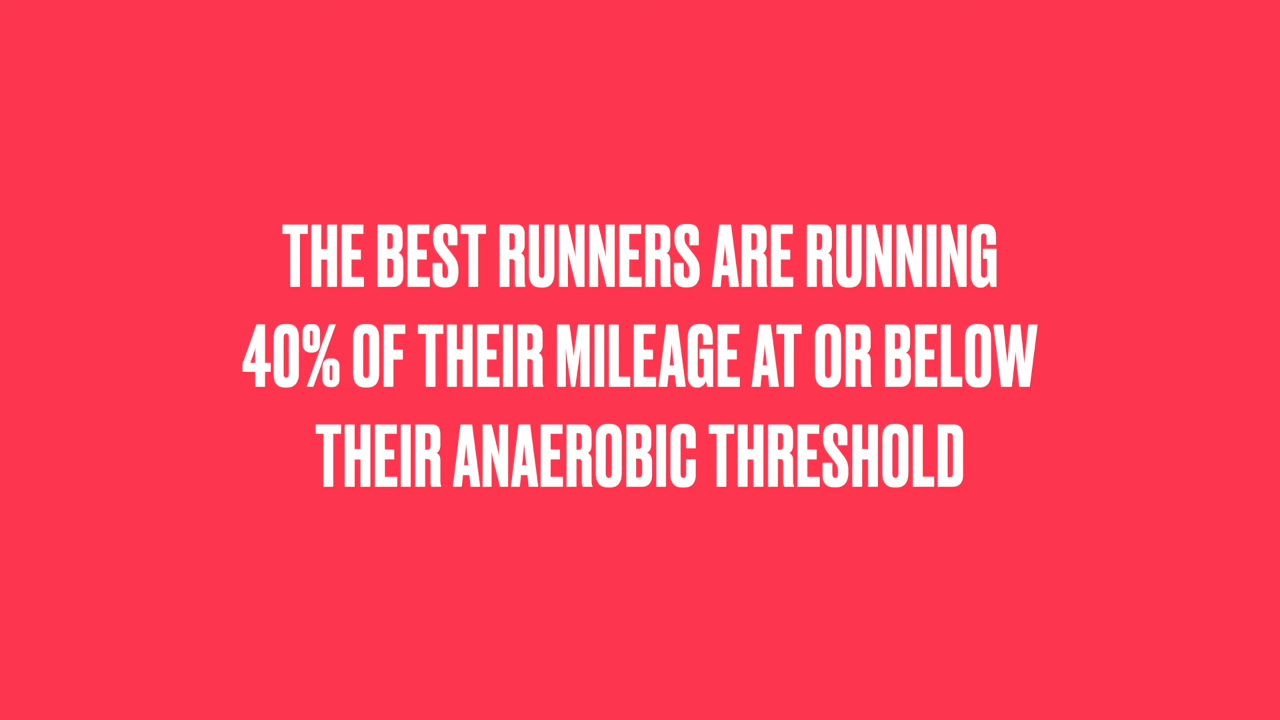 THE BEST RUNNERS ARE RUNNING
40% OF THEIR MILEAGE AT OR BELOW
THEIR ANAEROBIC THRESHOLD